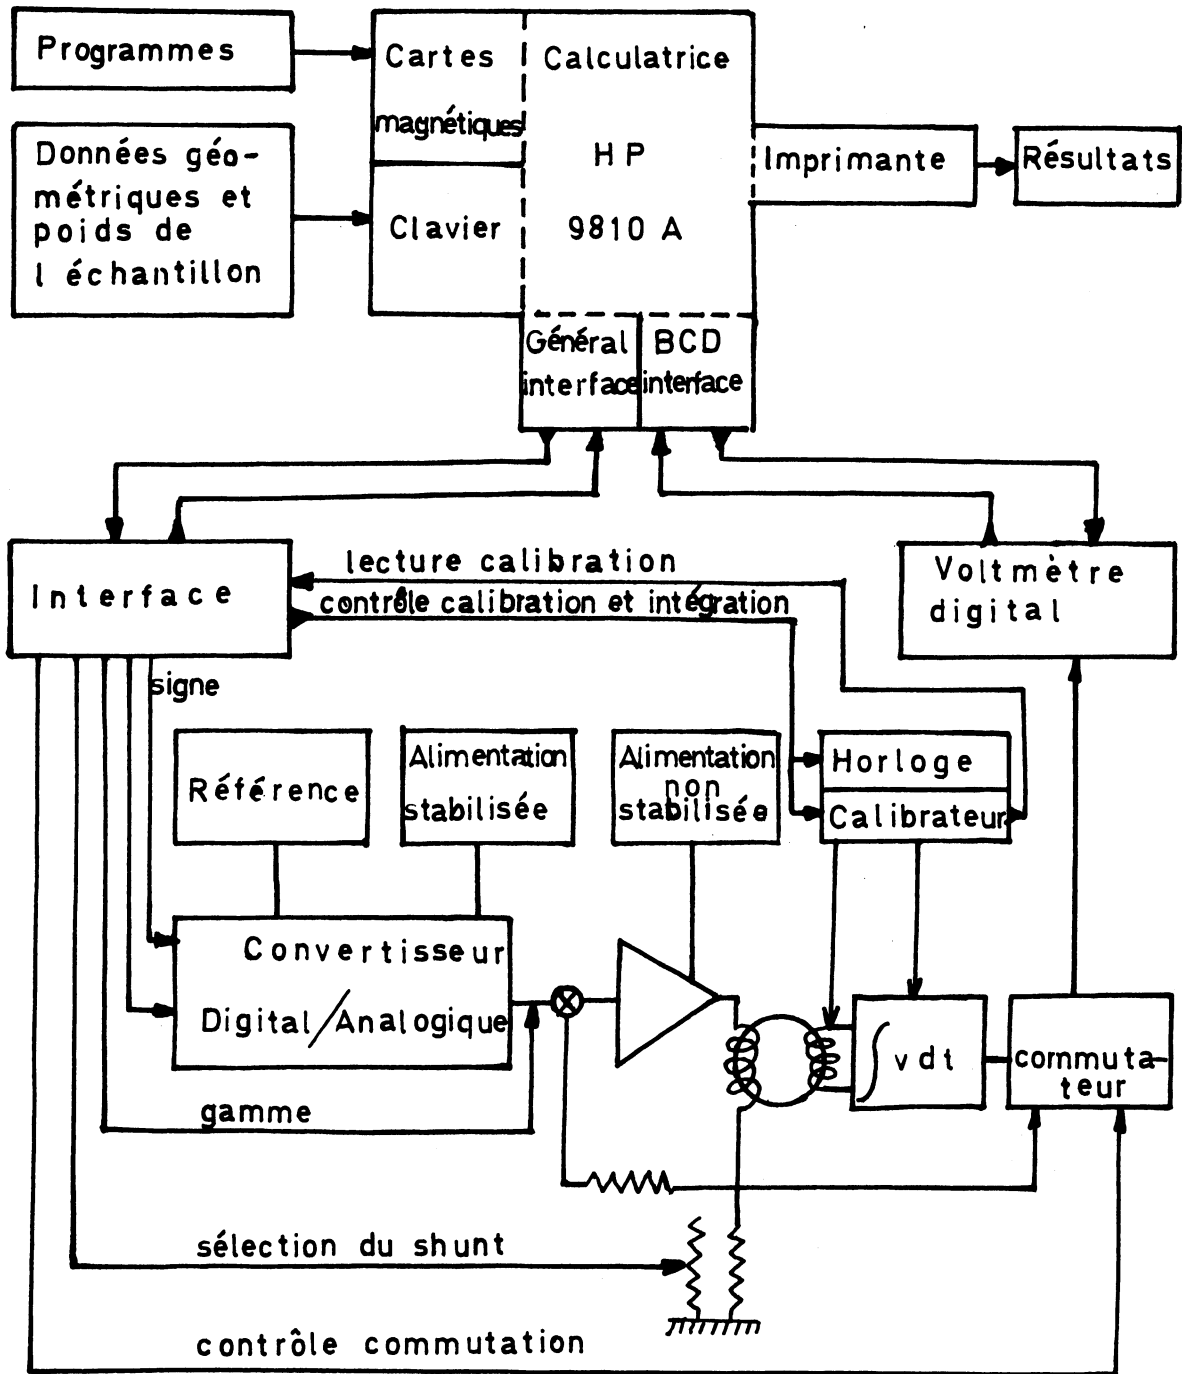 Programmes
Cartes
magnétiques
Calculatrice
HP
9810 A
Données géo-
métriques et
poids de
l échantillon
Clavier
Imprimante
Résultats
Général
interface
BCD
interface
Interface
lecture calibration
contrôle calibration et intégration
Voltmètre
digital
signe
Référence
Alimentation
stabilisée
Alimentation
non
stabilisée
Horloge
Calibrateur
Convertisseur
Digital/Analogique
∫vdt
commuta-
teur
gamme
sélection du shunt
contrôle commutation